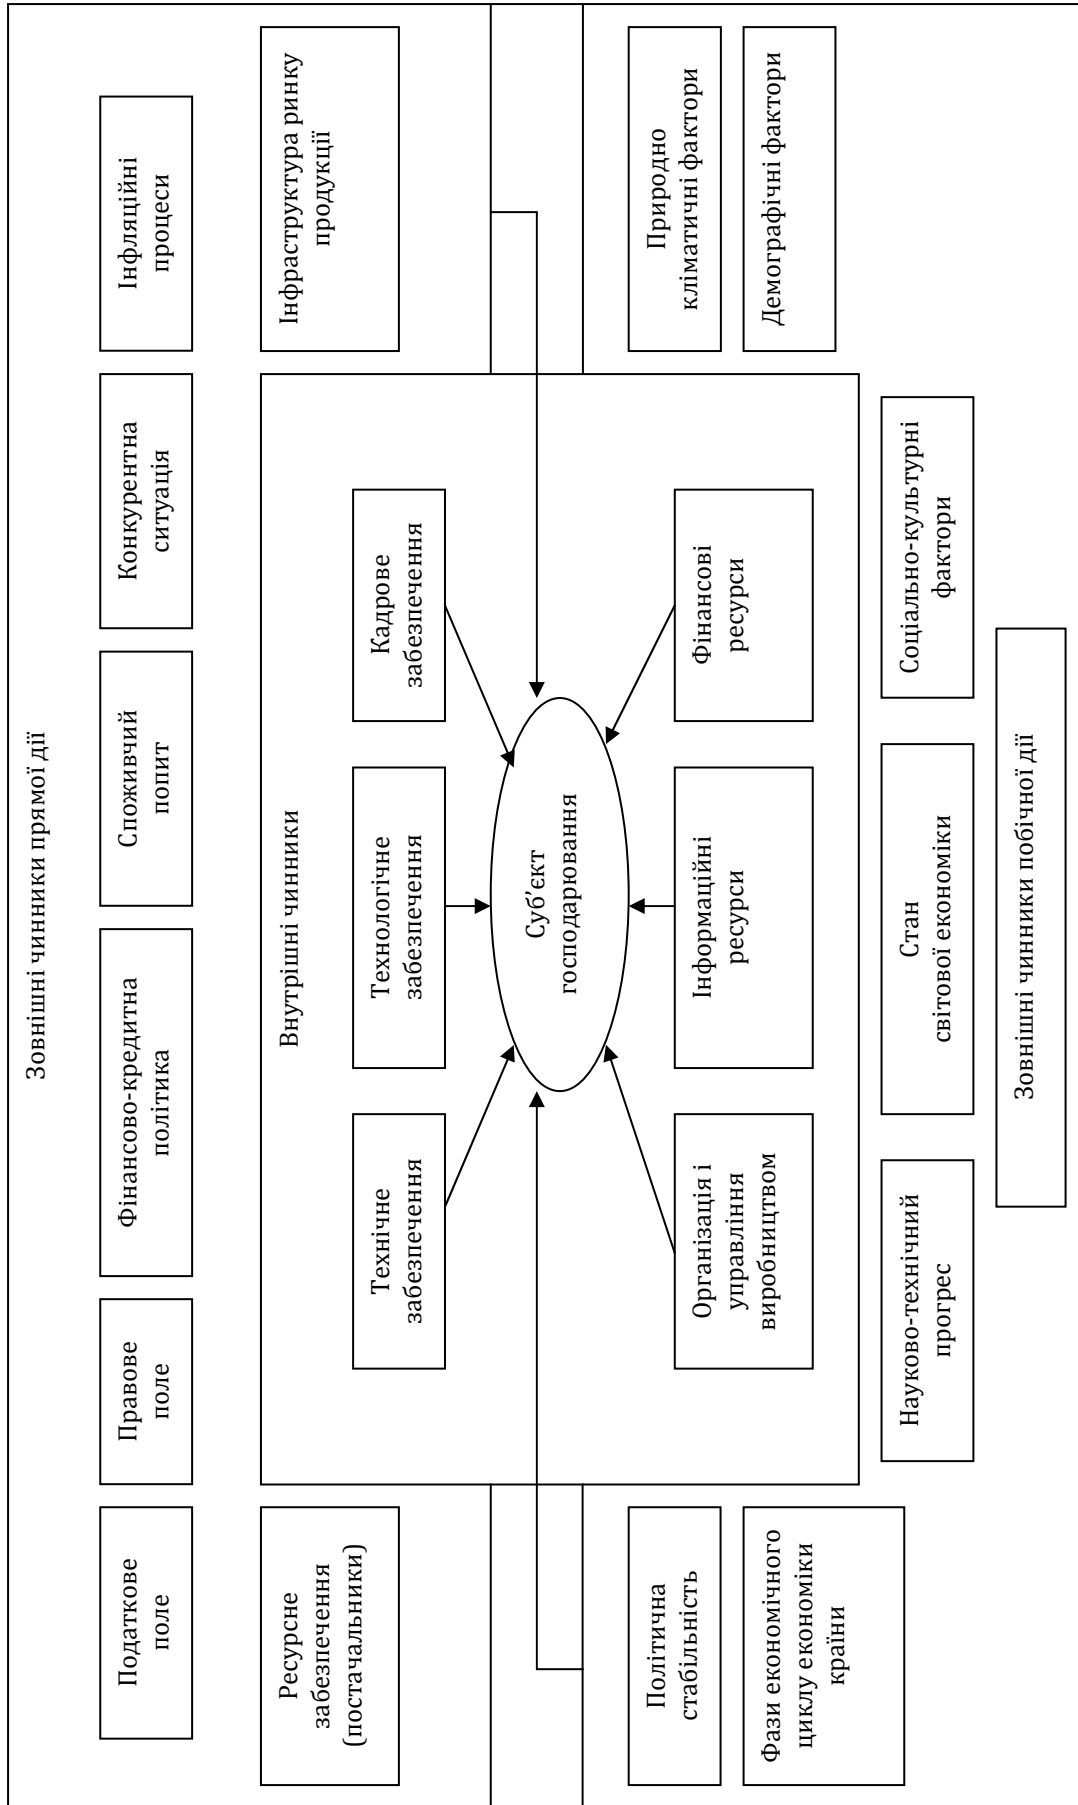 Зовнішні чинники прямої дії
Податкове
поле
Правове
поле
Фінансово-кредитна
політика
Споживчий
попит
Конкурентна
ситуація
Інфляційні
процеси
Ресурсне
забезпечення
(постачальники)
Внутрішні чинники
Інфраструктура ринку
продукції
Технічне
забезпечення
Технологічне
забезпечення
Кадрове
забезпечення
Суб’єкт
господарювання
Організація і
управління
виробництвом
Інформаційні
ресурси
Фінансові
ресурси
Політична
стабільність
Природно
кліматичні фактори
Фази економічного
циклу економіки
країни
Демографічні фактори
Науково-технічний
прогрес
Стан
світової економіки
Соціально-культурні
фактори
Зовнішні чинники побічної дії